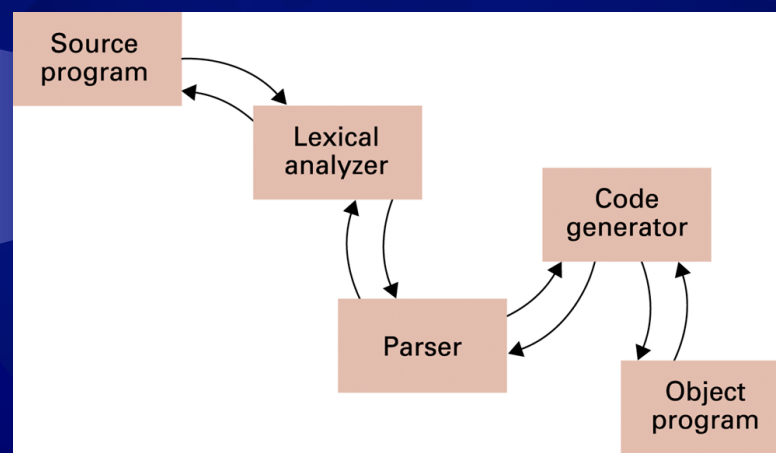 Source
program
Lexical
analyzer
Code
generator
Parser
Object
program